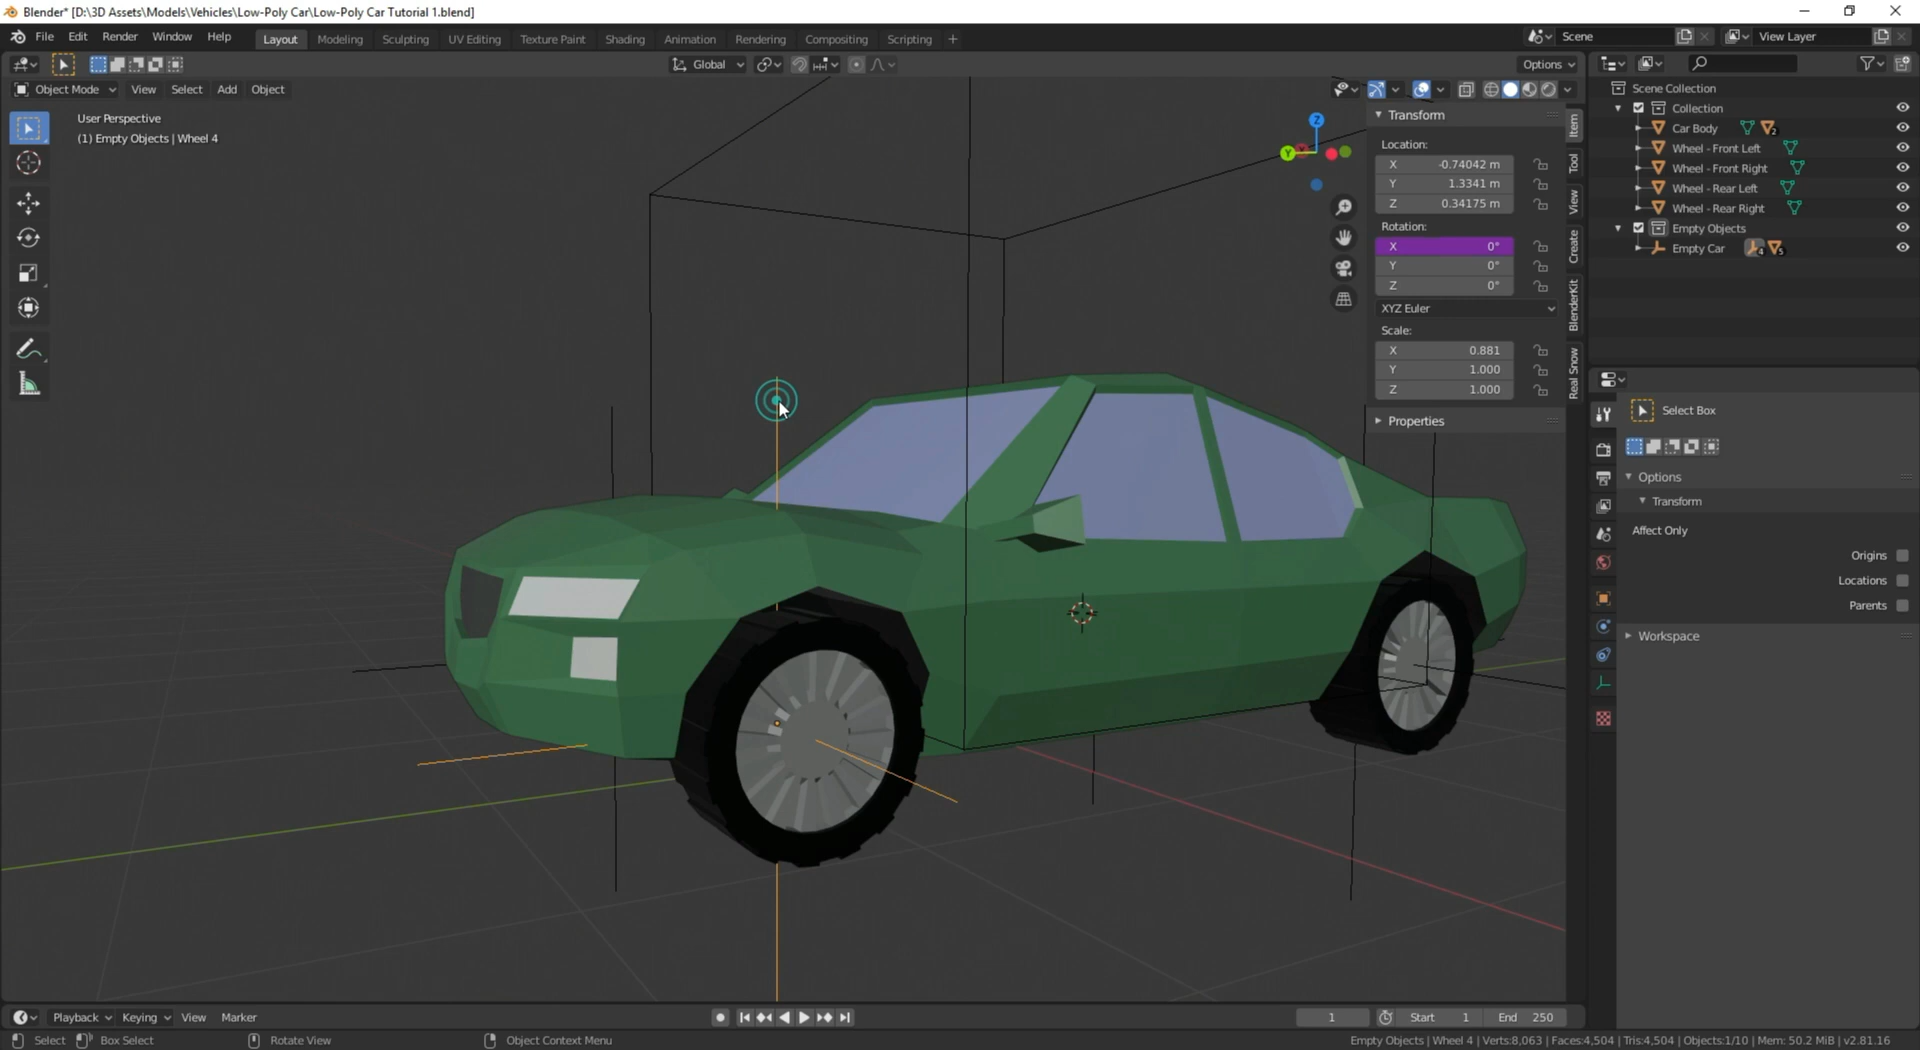 Blender* [D:\3D Assets\Models\Vehicles\Low-Poly Car\Low-Poly Car Tutorial 1.blend]
File Edit Render Window Help Layout Modeling Sculpting UV Editing Texture Paint Shading Animation Rendering Compositing Scripting + Scene View Layer
Global Options
Object Mode View Select Add Object
User Perspective
(1) Empty Objects | Wheel 4
Z
Y
Transform
Location:
X -0.74042 m
Y 1.3341 m
Z 0.34175 m
Rotation:
X 0°
Y 0°
Z 0°
XYZ Euler
Scale:
X 0.881
Y 1.000
Z 1.000
Properties
Item
Tool
View
Create
BlenderKit
Real Snow
Scene Collection
Collection
Car Body 2
Wheel - Front Left
Wheel - Front Right
Wheel - Rear Left
Wheel - Rear Right
Empty Objects
Empty Car 4 5
Select Box
Options
Transform
Affect Only
Origins
Locations
Parents
Workspace
Playback Keying View Marker 1 Start 1 End 250
Select Box Select Rotate View Object Context Menu Empty Objects | Wheel 4 | Verts:8,063 | Faces:4,504 | Tris:4,504 | Objects:1/10 | Mem: 50.2 MiB | v2.81.16